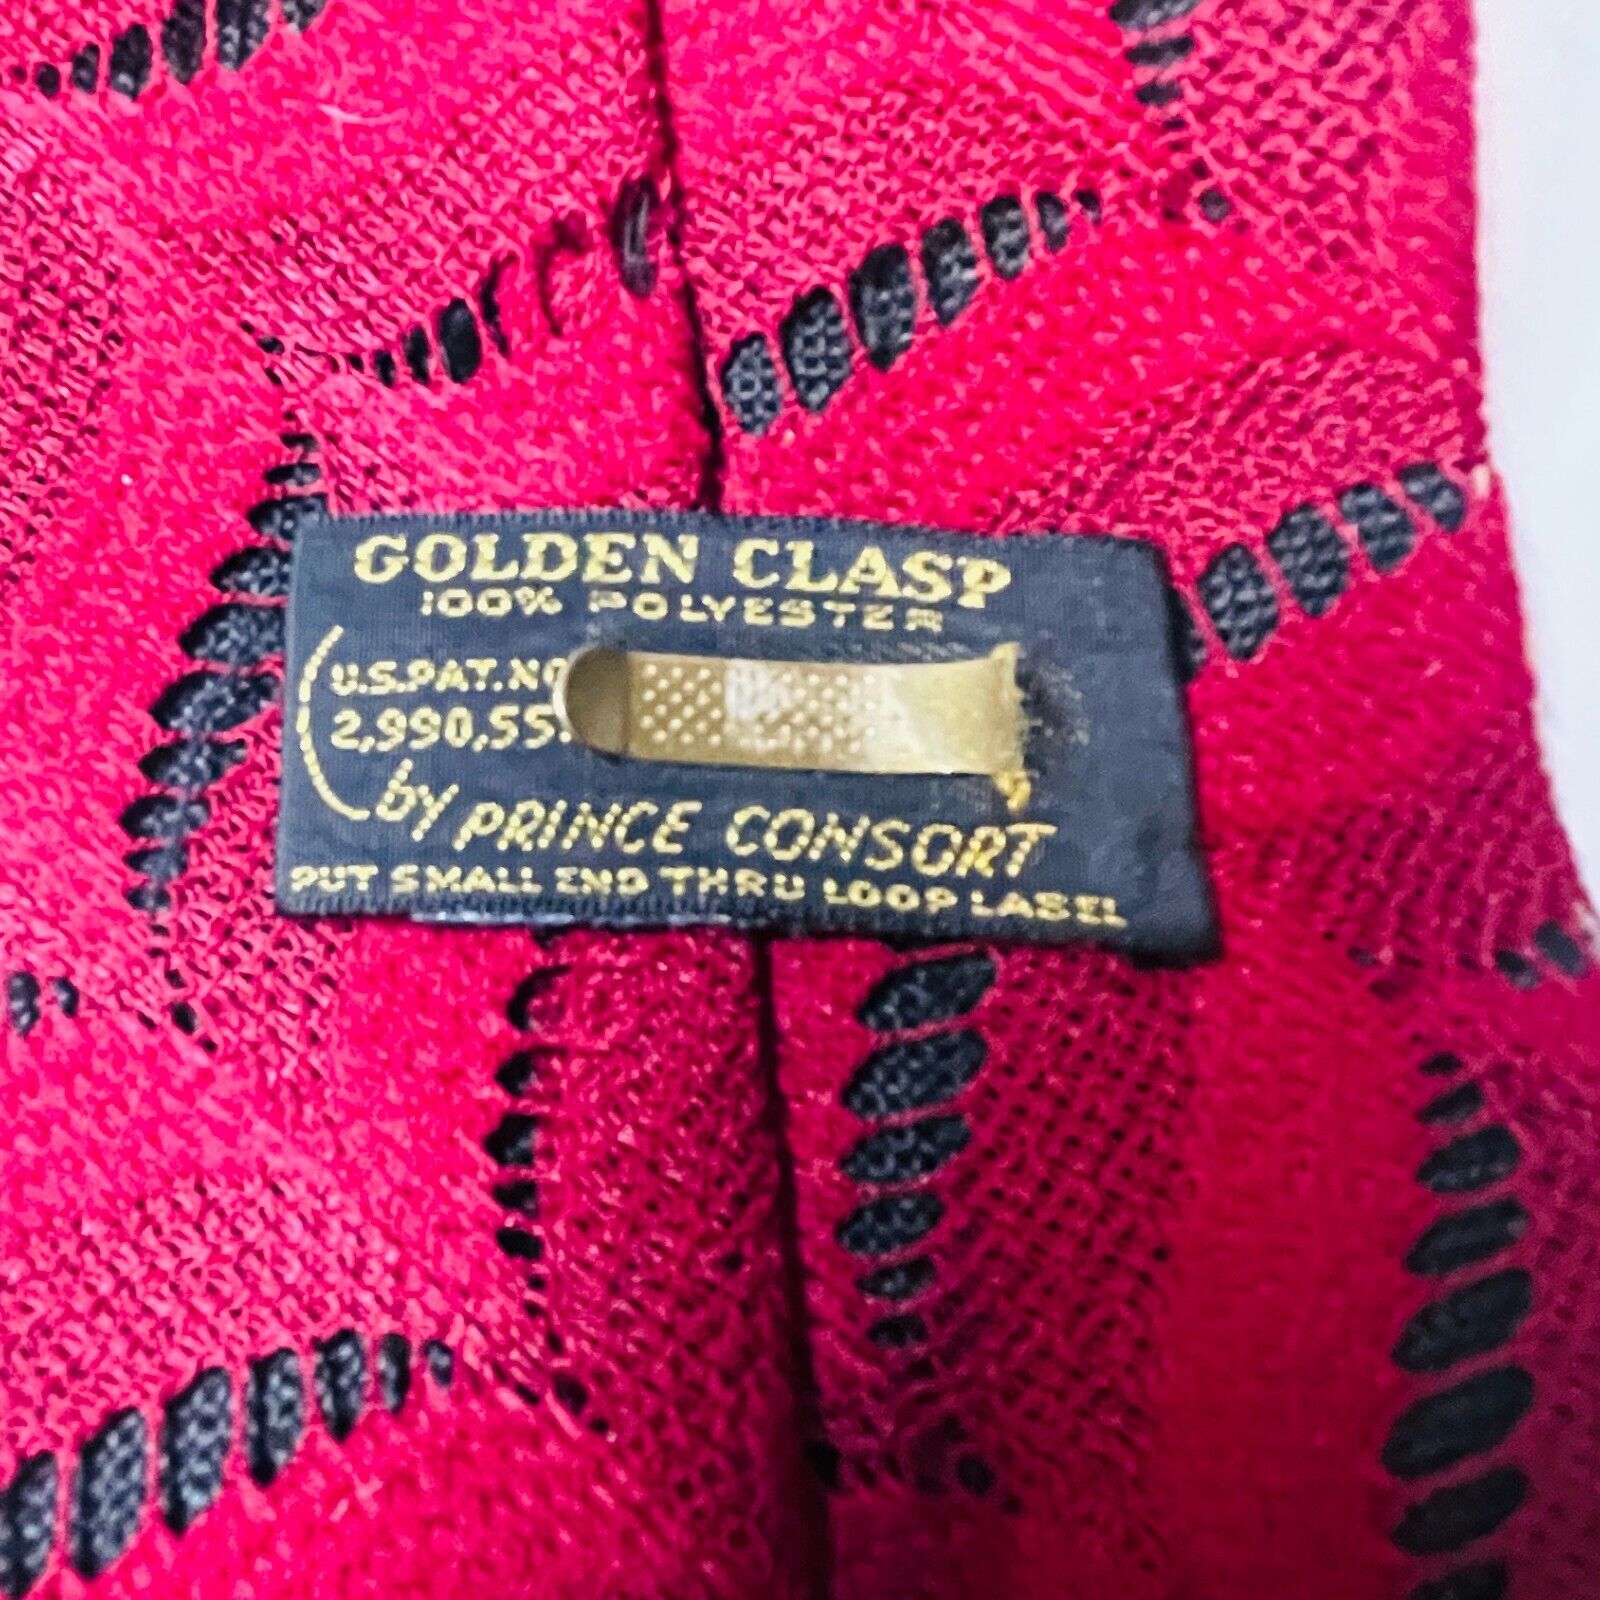 GOLDEN CLASP
100% POLYESTER
U.S.PAT.NO
2,990,55
by PRINCE CONSORT
PUT SMALL END THRU LOOP LABEL